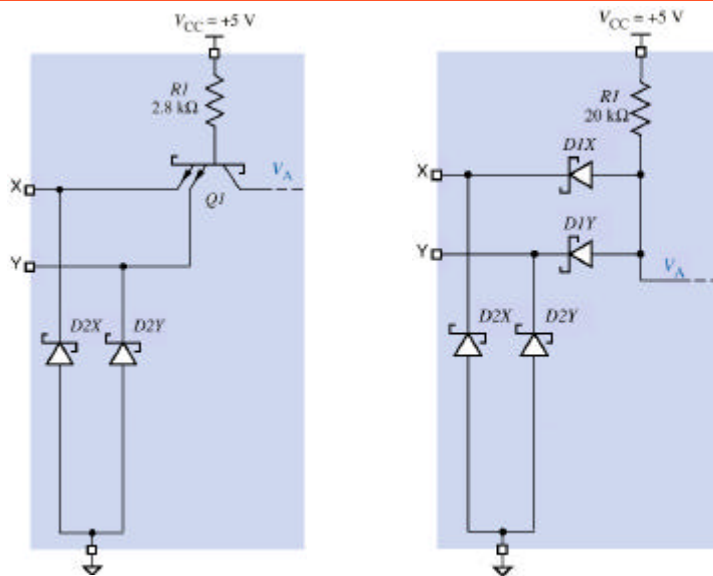 VCC = +5 V
R1
2.8 kΩ
VA
X
Q1
Y
D2X
D2Y
VCC = +5 V
R1
20 kΩ
D1X
X
D1Y
Y
VA
D2X
D2Y